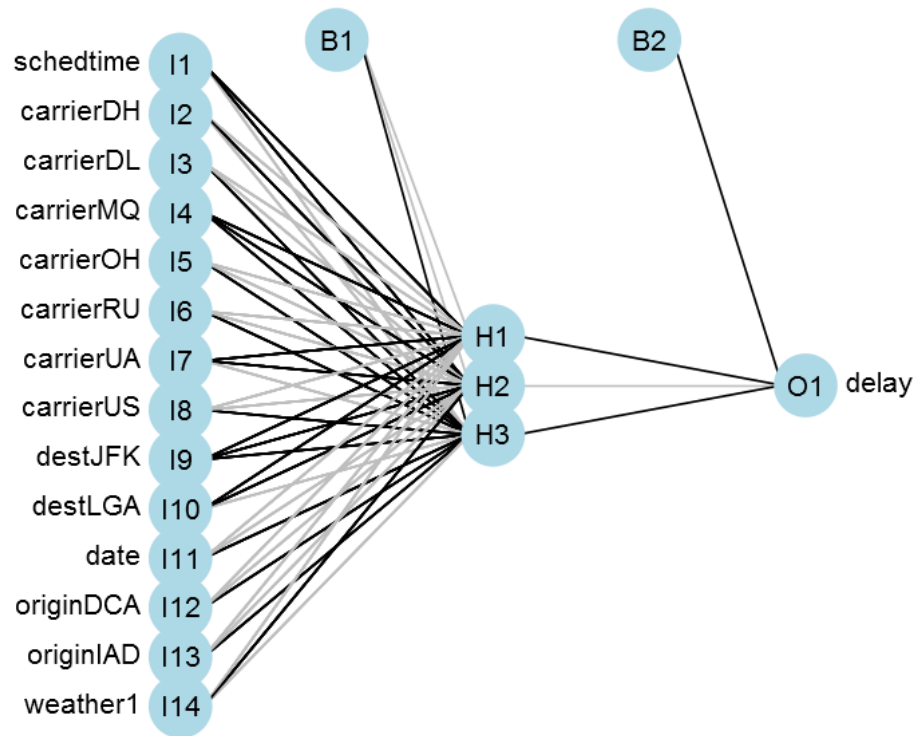 B1
B2
schedtime I1
carrierDH I2
carrierDL I3
carrierMQ I4
carrierOH I5
carrierRU I6
carrierUA I7
carrierUS I8
destJFK I9
destLGA I10
date I11
originDCA I12
originIAD I13
weather1 I14
H1
H2
H3
O1 delay